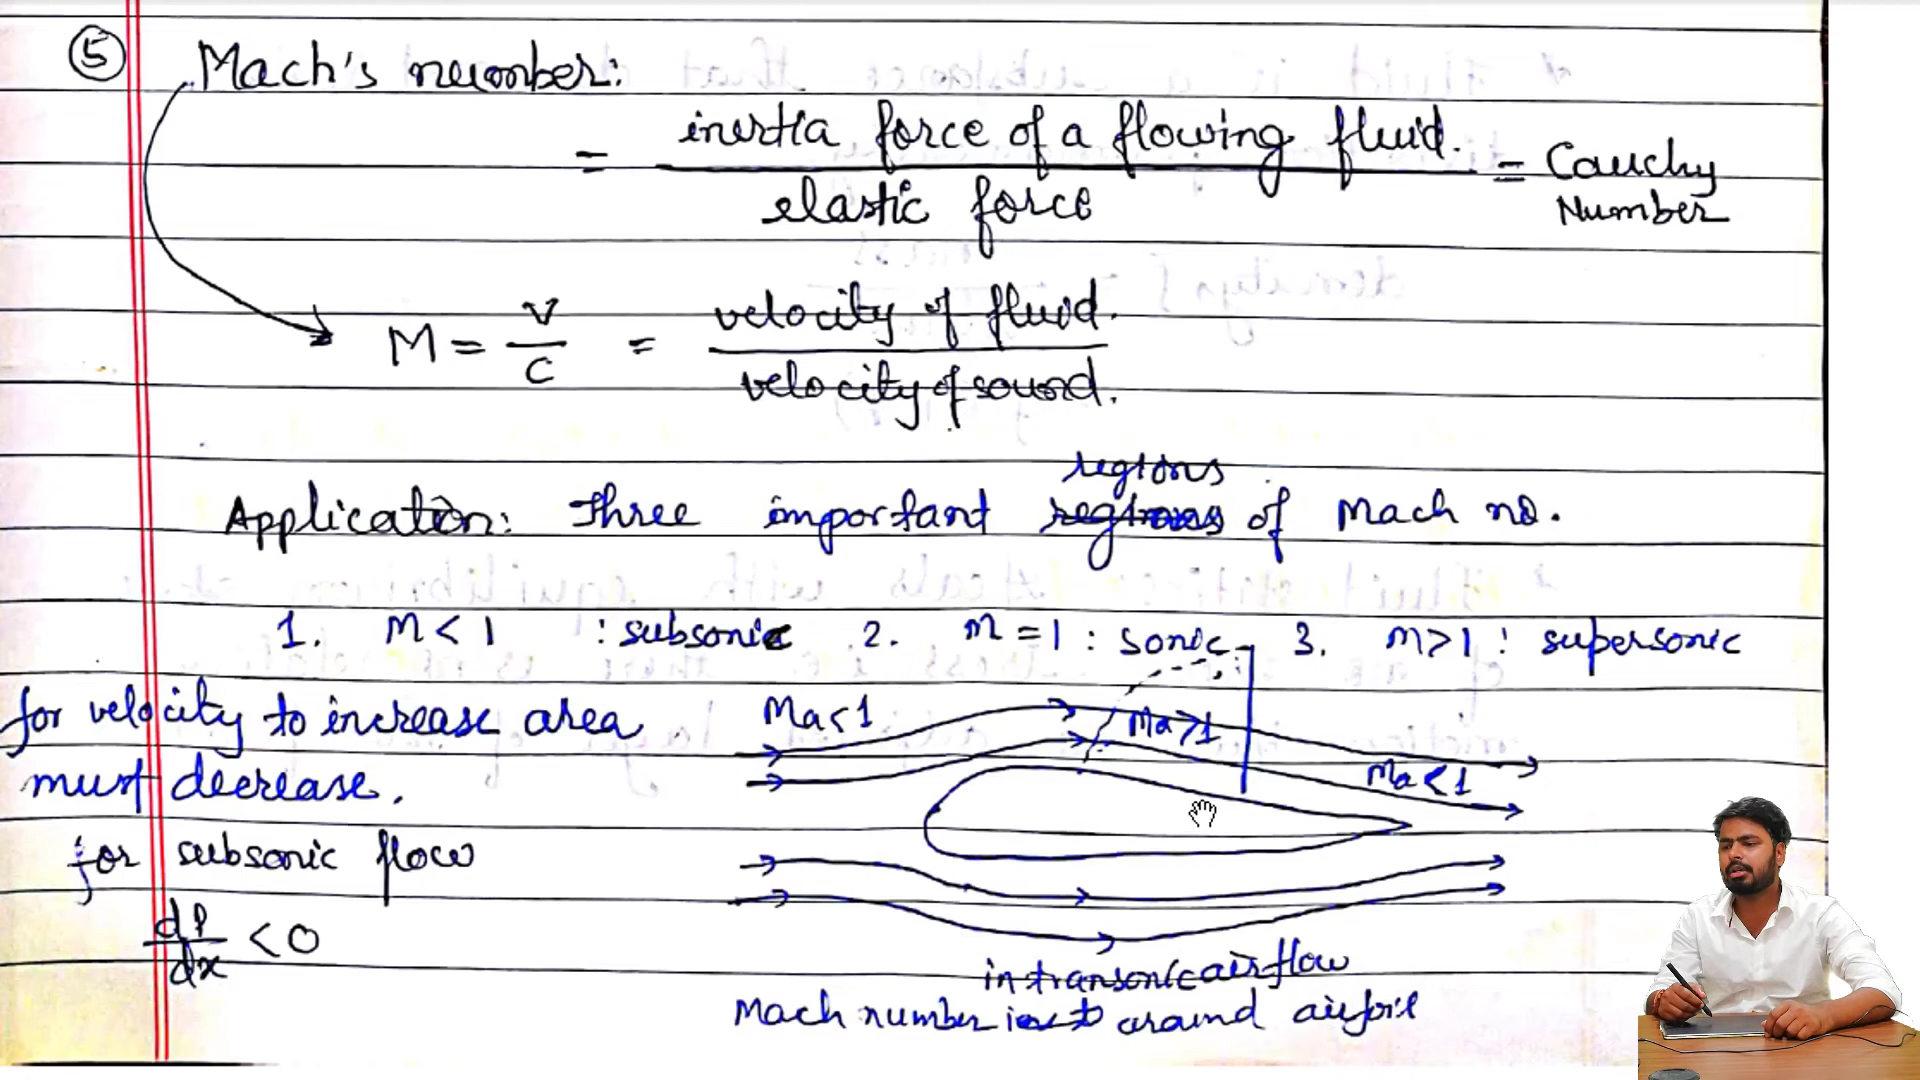 5 Mach's number:
= inertia force of a flowing fluid. / elastic force = Cauchy Number
M = V/C = velocity of fluid. / velocity of sound.
regions
Application: Three important regions of Mach no.
1. M < 1 : subsonic 2. M = 1 : sonic 3. M > 1 : supersonic
for velocity to increase area
must decrease.
for subsonic flow
dP/dx < 0
Ma < 1
Ma > 1
Ma < 1
in transonic airflow
Mach number around airfoil